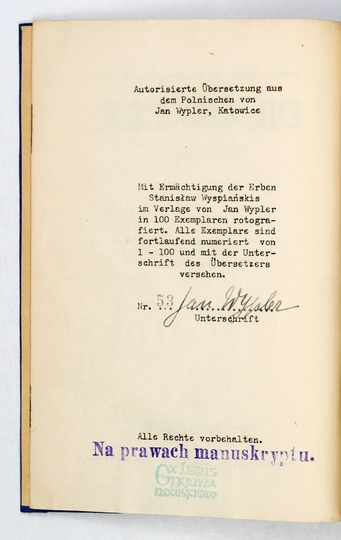 Autorisierte Übersetzung aus
dem Polnischen von
Jan Wypler, Katowice
Mit Ermächtigung der Erben
Stanisław Wyspiańskis
im Verlage von Jan Wypler
in 100 Exemplaren rotogra-
fiert. Alle Exemplare sind
fortlaufend numeriert von
1 - 100 und mit der Unter-
schrift des Übersetzers
versehen.
Nr. 53 Jan Wypler
Unterschrift
Alle Rechte vorbehalten.
Na prawach manuskryptu.
EX LIBRIS